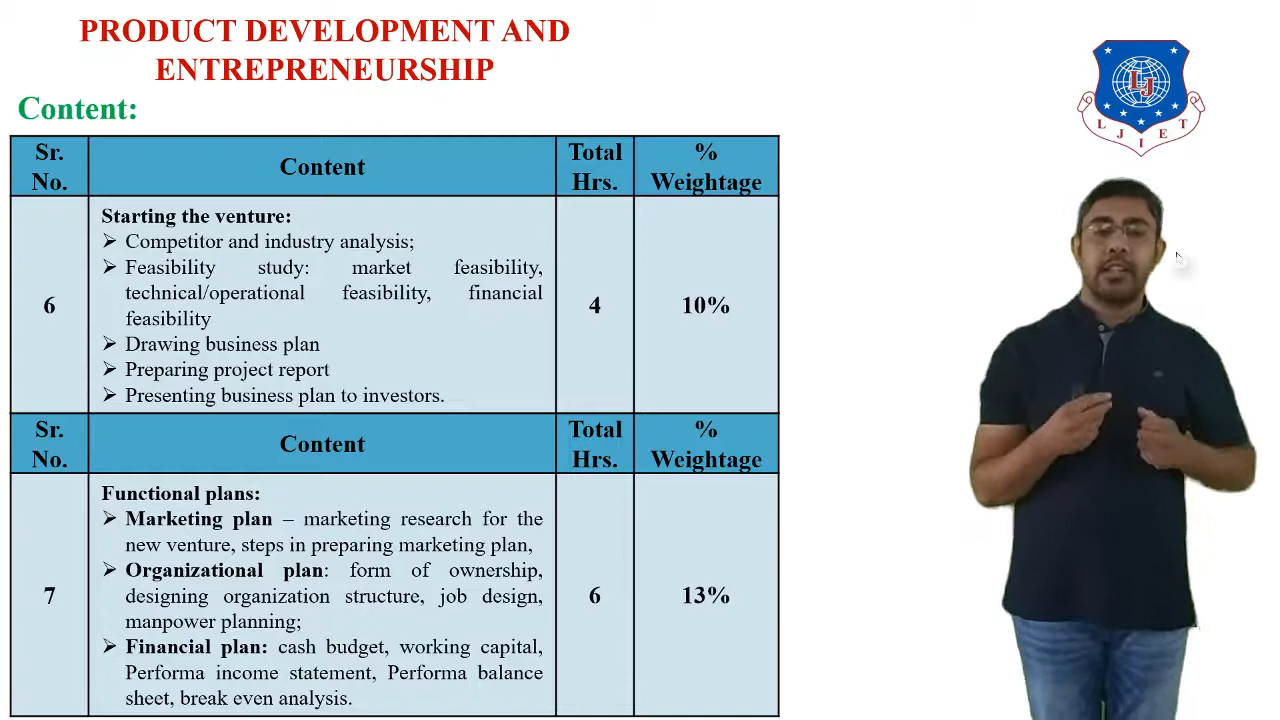 PRODUCT DEVELOPMENT AND
ENTREPRENEURSHIP
Content:
Sr. No. Content Total Hrs. % Weightage
6
Starting the venture:
➢ Competitor and industry analysis;
➢ Feasibility study: market feasibility,
technical/operational feasibility, financial
feasibility
➢ Drawing business plan
➢ Preparing project report
➢ Presenting business plan to investors.
4
10%
Sr. No. Content Total Hrs. % Weightage
7
Functional plans:
➢ Marketing plan – marketing research for the
new venture, steps in preparing marketing plan,
➢ Organizational plan: form of ownership,
designing organization structure, job design,
manpower planning;
➢ Financial plan: cash budget, working capital,
Performa income statement, Performa balance
sheet, break even analysis.
6
13%
LJ
L J I E T